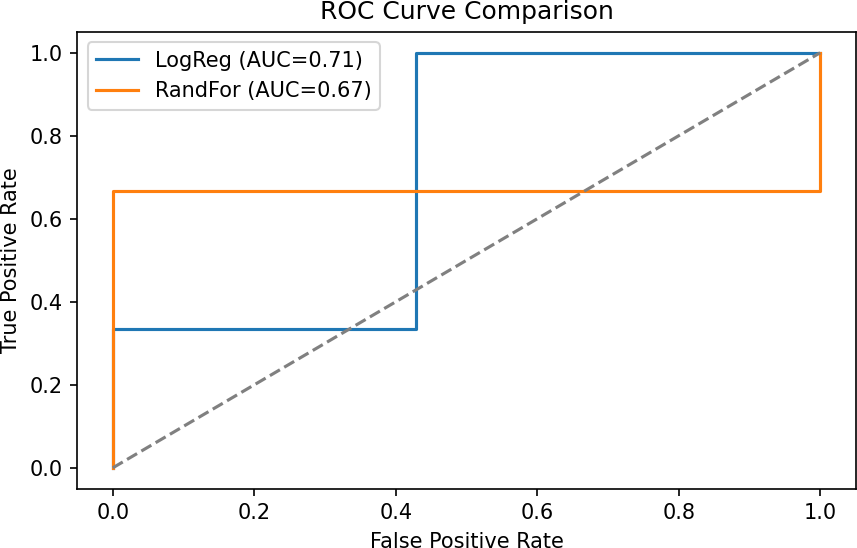 ROC Curve Comparison
LogReg (AUC=0.71)
RandFor (AUC=0.67)
True Positive Rate
1.0
0.8
0.6
0.4
0.2
0.0
0.0 0.2 0.4 0.6 0.8 1.0
False Positive Rate